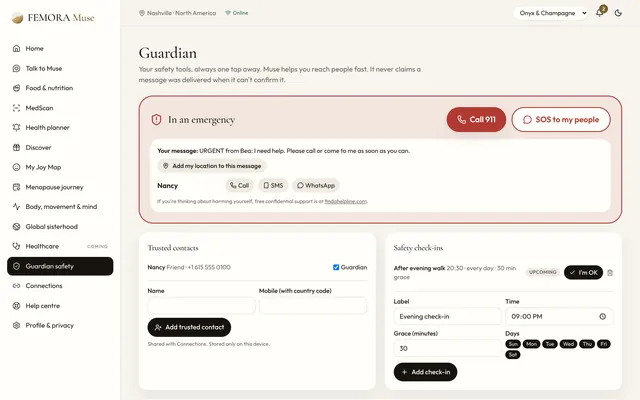 FEMORA Muse
Nashville · North America
Online
Onyx & Champagne
2
Home
Talk to Muse
Food & nutrition
MedScan
Health planner
Discover
My Joy Map
Menopause journey
Body, movement & mind
Global sisterhood
Healthcare COMING
Guardian safety
Connections
Help centre
Profile & privacy
Guardian
Your safety tools, always one tap away. Muse helps you reach people fast. It never claims a
message was delivered when it can't confirm it.
In an emergency
Call 911
SOS to my people
Your message: URGENT from Bea: I need help. Please call or come to me as soon as you can.
Add my location to this message
Nancy
Call
SMS
WhatsApp
If you're thinking about harming yourself, free confidential support is at findahelpline.com.
Trusted contacts
Nancy Friend · +1 615 555 0100
Guardian
Name
Mobile (with country code)
Add trusted contact
Shared with Connections. Stored only on this device.
Safety check-ins
After evening walk 20:30 · every day · 30 min
grace
UPCOMING
I'm OK
Label
Time
Evening check-in
09:00 PM
Grace (minutes)
Days
30
Sun Mon Tue Wed Thu Fri
Sat
Add check-in